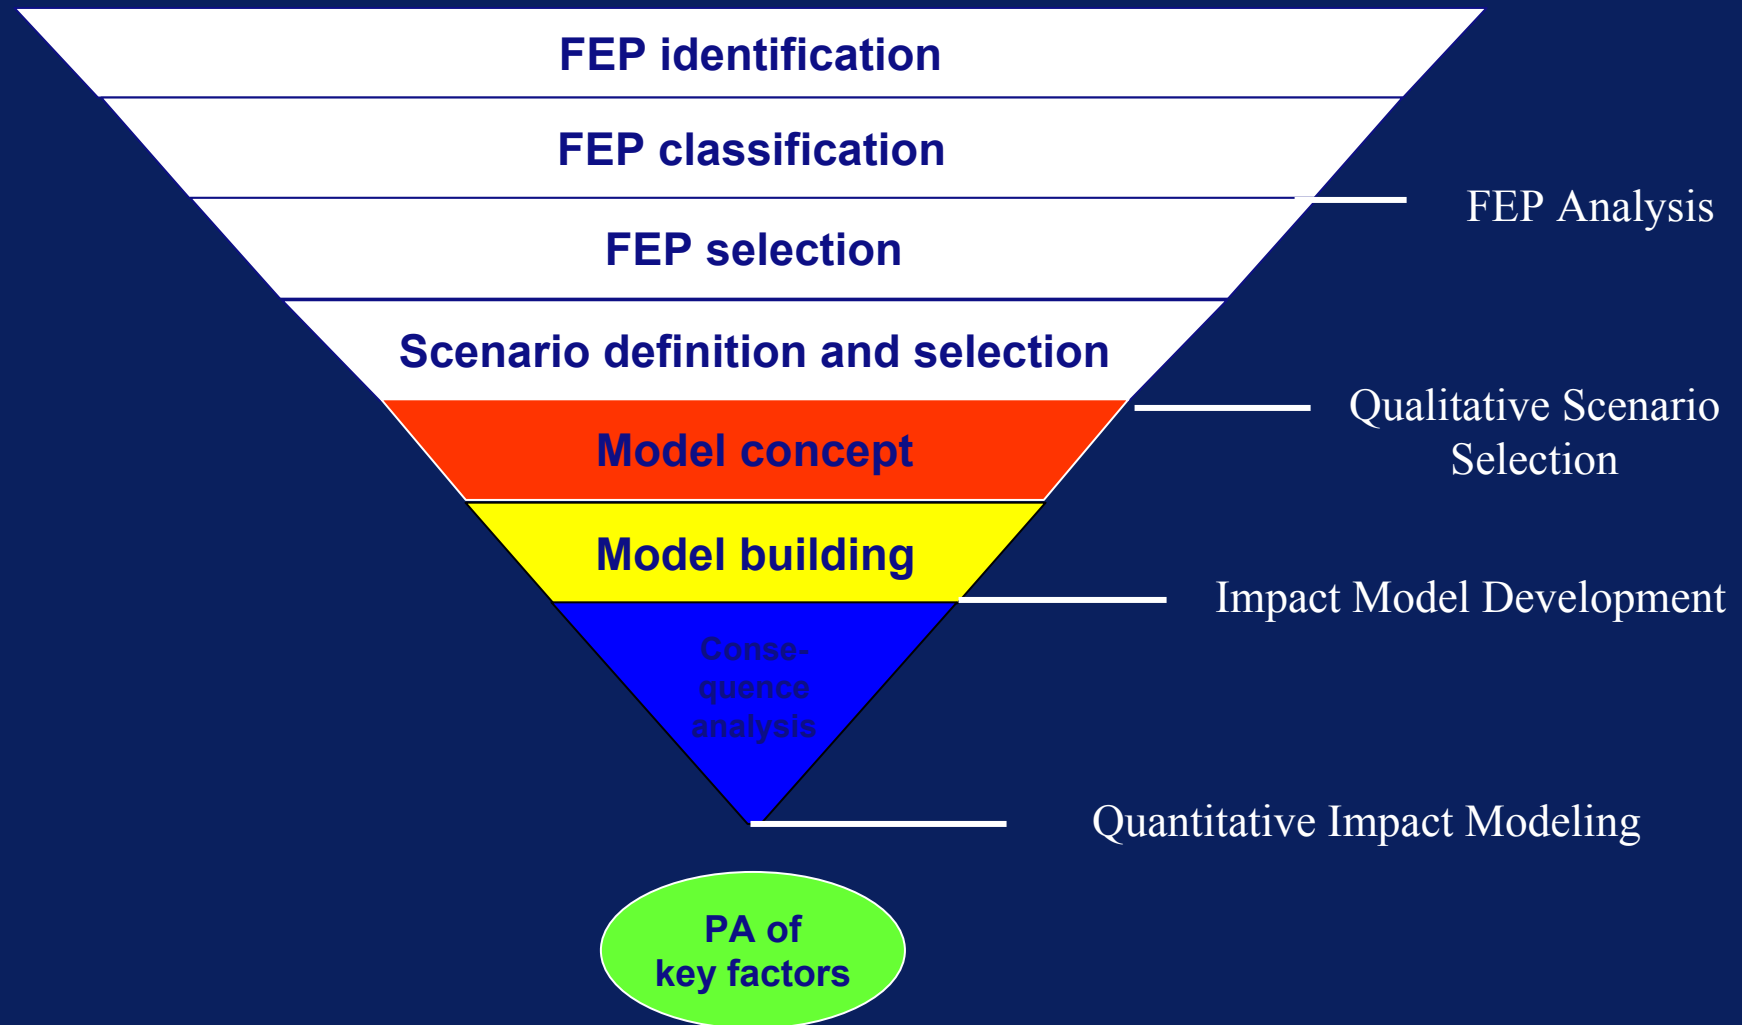 FEP identification
FEP classification
FEP Analysis
FEP selection
Scenario definition and selection
Qualitative Scenario
Selection
Model concept
Model building
Impact Model Development
Conse-
quence
analysis
Quantitative Impact Modeling
PA of
key factors